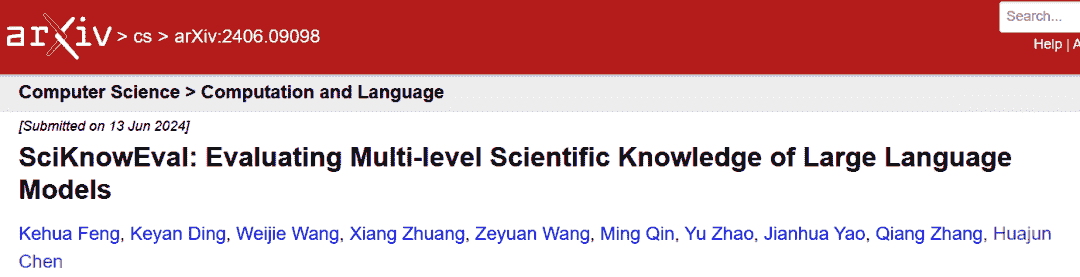 arXiv > cs > arXiv:2406.09098
Search...
Help | A
Computer Science > Computation and Language
[Submitted on 13 Jun 2024]
SciKnowEval: Evaluating Multi-level Scientific Knowledge of Large Language
Models
Kehua Feng, Keyan Ding, Weijie Wang, Xiang Zhuang, Zeyuan Wang, Ming Qin, Yu Zhao, Jianhua Yao, Qiang Zhang, Huajun
Chen